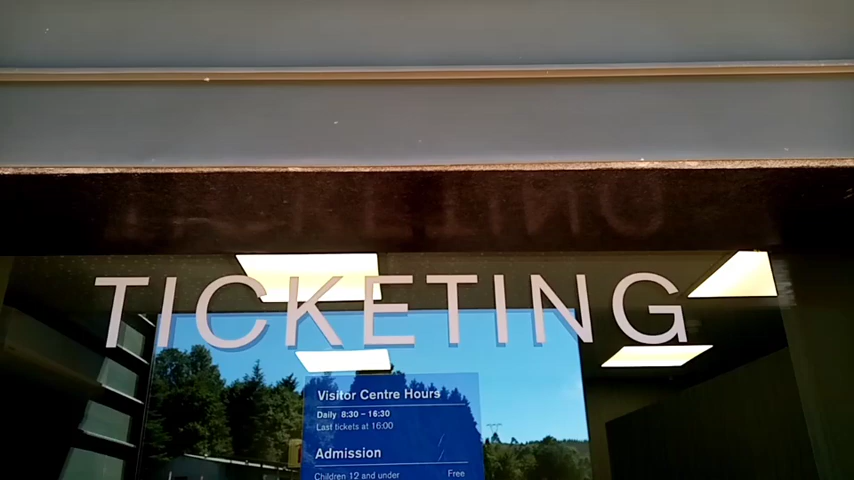 TICKETING
Visitor Centre Hours
Daily 8:30 – 16:30
Last tickets at 16:00
Admission
Children 12 and under Free